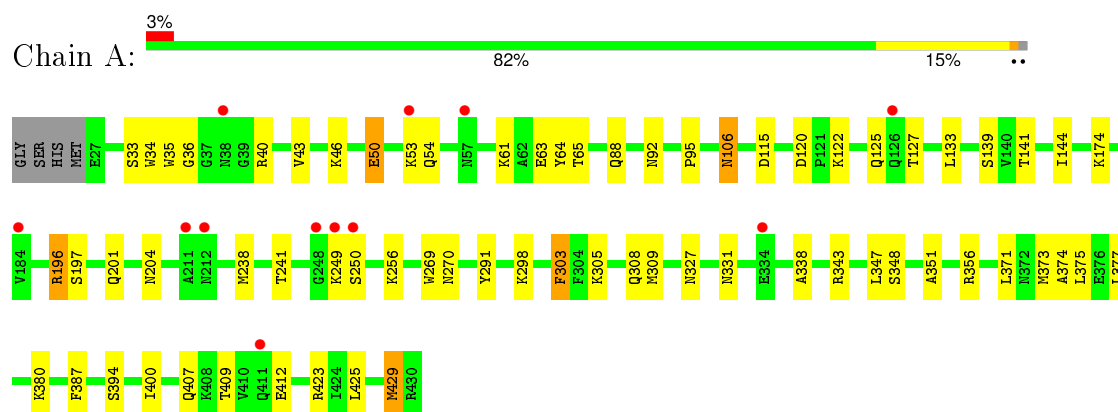 3%
Chain A:
82% 15% ••
GLY SER HIS MET E27 S33 W34 W35 G36 G37 N38 G39 R40 V43 K46 E50 K53 Q54 N57 K61 A62 E63 Y64 T65 Q88 N92 P95 N106 D115 D120 P121 K122 Q125 Q126 T127 L133 S139 V140 T141 I144 K174
V184 R196 S197 Q201 N204 A211 N212 M238 T241 G248 K249 S250 K256 W269 N270 Y291 K298 F303 F304 K305 Q308 M309 N327 N331 E334 A338 R343 L347 S348 A351 R356 L371 N372 M373 A374 L375 E376 L377
K380 F387 S394 I400 Q407 K408 T409 V410 Q411 E412 R423 I424 L425 M429 R430